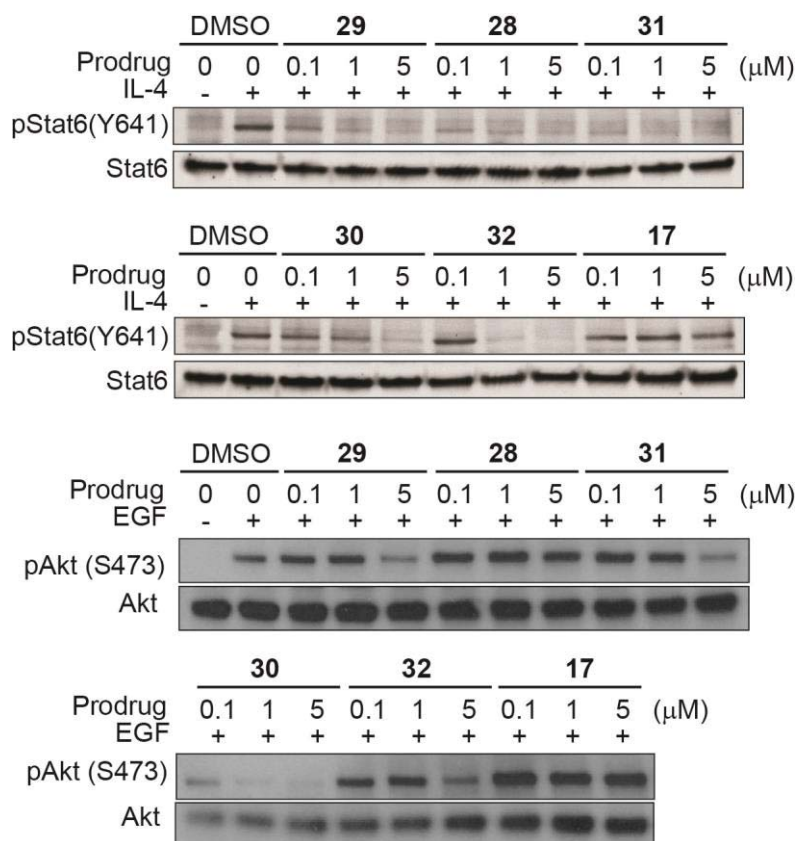 DMSO 29 28 31
Prodrug 0 0 0.1 1 5 0.1 1 5 0.1 1 5 (μM)
IL-4 - + + + + + + + + + +
pStat6(Y641)
Stat6
DMSO 30 32 17
Prodrug 0 0 0.1 1 5 0.1 1 5 0.1 1 5 (μM)
IL-4 - + + + + + + + + + +
pStat6(Y641)
Stat6
DMSO 29 28 31
Prodrug 0 0 0.1 1 5 0.1 1 5 0.1 1 5 (μM)
EGF - + + + + + + + + + +
pAkt (S473)
Akt
30 32 17
Prodrug 0.1 1 5 0.1 1 5 0.1 1 5 (μM)
EGF + + + + + + + + +
pAkt (S473)
Akt